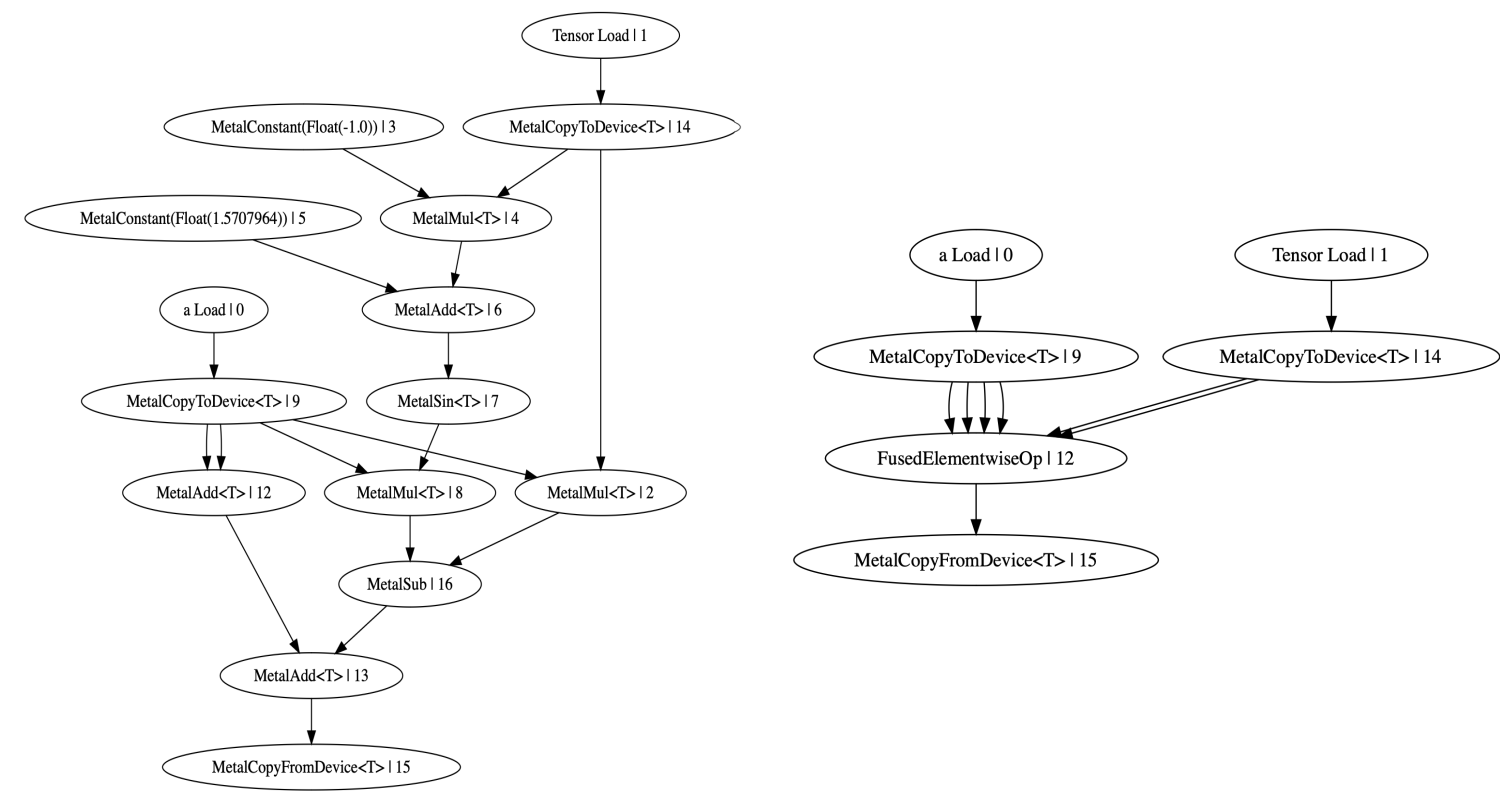 Tensor Load | 1
MetalConstant(Float(-1.0)) | 3
MetalCopyToDevice<T> | 14
MetalConstant(Float(1.5707964)) | 5
MetalMul<T> | 4
a Load | 0
MetalAdd<T> | 6
MetalCopyToDevice<T> | 9
MetalSin<T> | 7
MetalAdd<T> | 12
MetalMul<T> | 8
MetalMul<T> | 2
MetalSub | 16
MetalAdd<T> | 13
MetalCopyFromDevice<T> | 15
a Load | 0
Tensor Load | 1
MetalCopyToDevice<T> | 9
MetalCopyToDevice<T> | 14
FusedElementwiseOp | 12
MetalCopyFromDevice<T> | 15